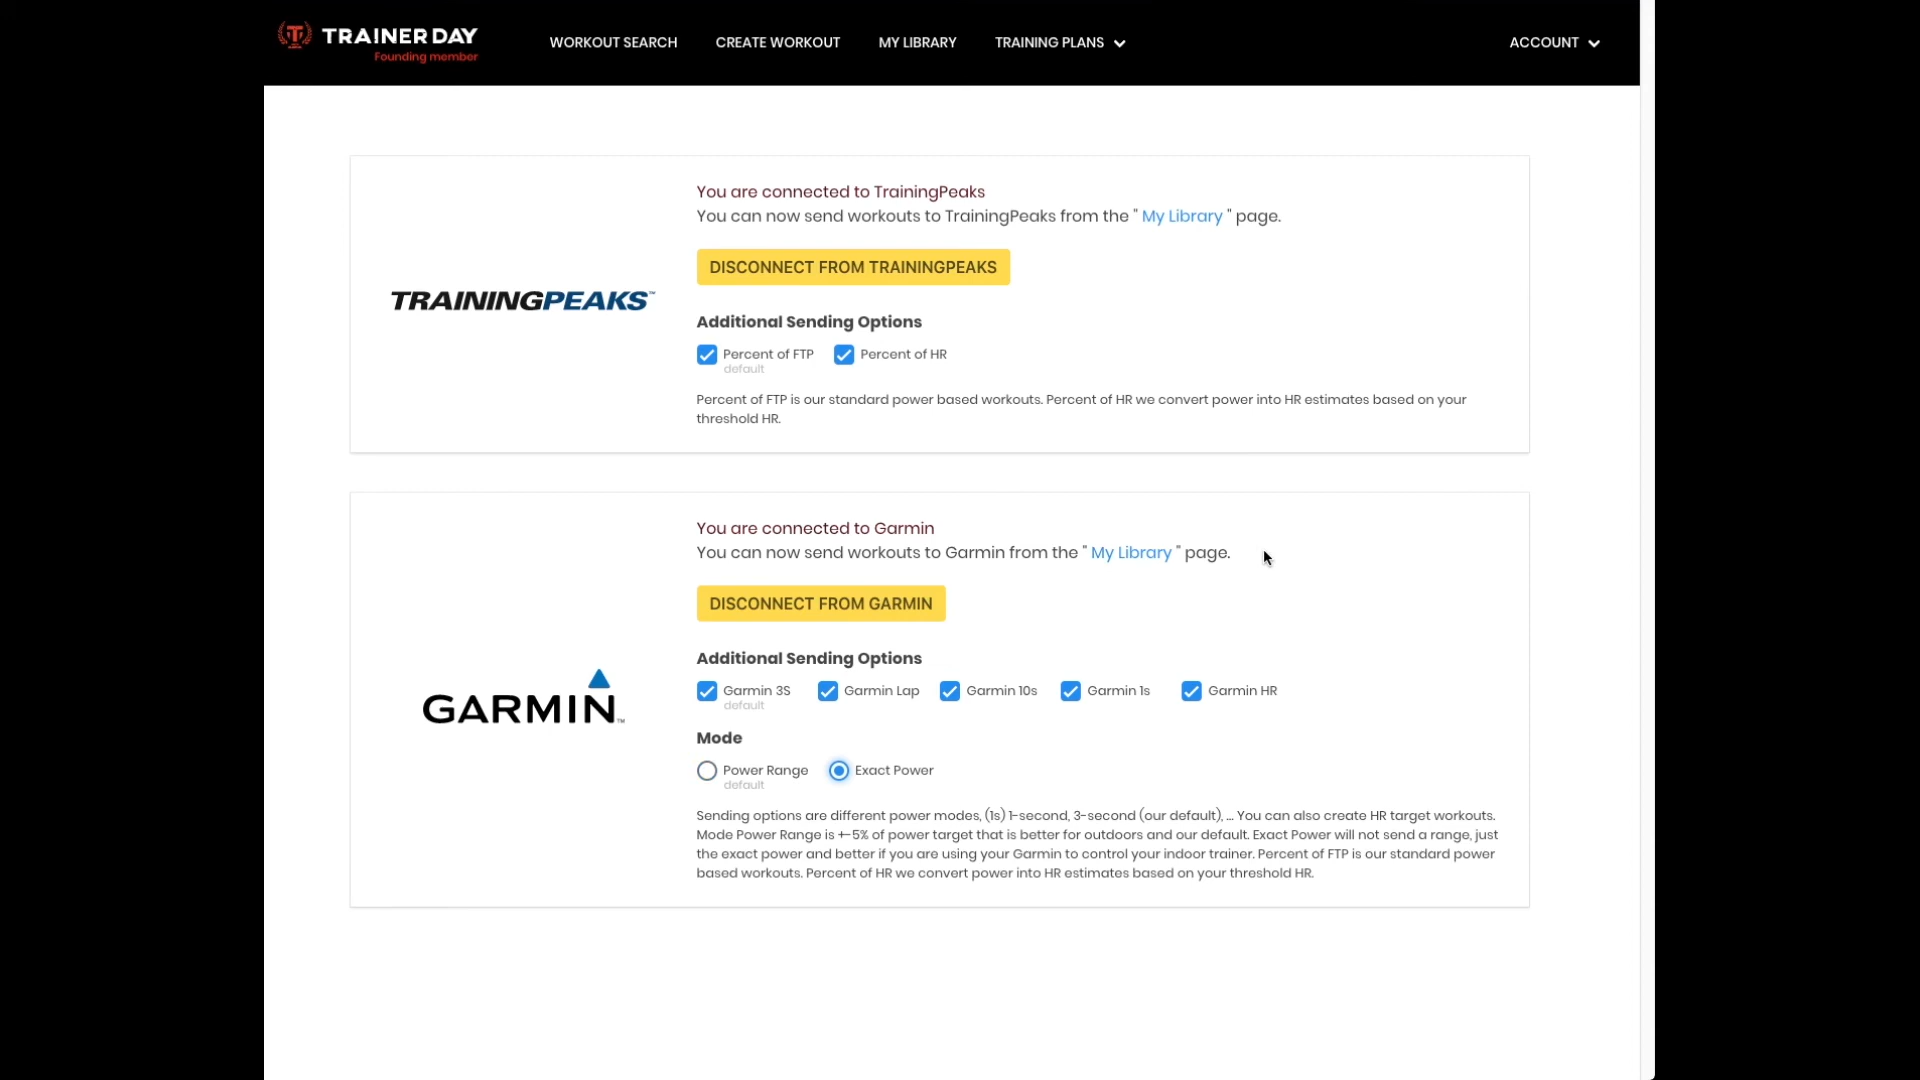 TRAINER DAY
Founding member
WORKOUT SEARCH
CREATE WORKOUT
MY LIBRARY
TRAINING PLANS
ACCOUNT
You are connected to TrainingPeaks
You can now send workouts to TrainingPeaks from the " My Library " page.
DISCONNECT FROM TRAININGPEAKS
TRAININGPEAKS™
Additional Sending Options
Percent of FTP
default
Percent of HR
Percent of FTP is our standard power based workouts. Percent of HR we convert power into HR estimates based on your
threshold HR.
You are connected to Garmin
You can now send workouts to Garmin from the " My Library " page.
DISCONNECT FROM GARMIN
GARMIN™
Additional Sending Options
Garmin 3S
default
Garmin Lap
Garmin 10s
Garmin 1s
Garmin HR
Mode
Power Range
default
Exact Power
Sending options are different power modes, (1s) 1-second, 3-second (our default), ... You can also create HR target workouts.
Mode Power Range is +-5% of power target that is better for outdoors and our default. Exact Power will not send a range, just
the exact power and better if you are using your Garmin to control your indoor trainer. Percent of FTP is our standard power
based workouts. Percent of HR we convert power into HR estimates based on your threshold HR.